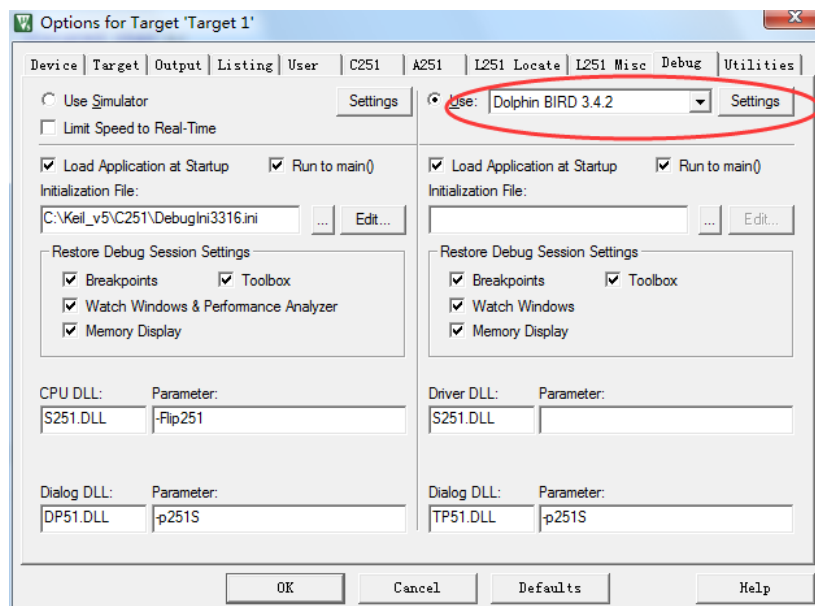 Options for Target 'Target 1'
Device Target Output Listing User C251 A251 L251 Locate L251 Misc Debug Utilities
Use Simulator Settings Use: Dolphin BIRD 3.4.2 Settings
Limit Speed to Real-Time
Load Application at Startup Run to main() Load Application at Startup Run to main()
Initialization File: Initialization File:
C:\Keil_v5\C251\DebugIni3316.ini ... Edit... ... Edit...
Restore Debug Session Settings Restore Debug Session Settings
Breakpoints Toolbox Breakpoints Toolbox
Watch Windows & Performance Analyzer Watch Windows
Memory Display Memory Display
CPU DLL: Parameter: Driver DLL: Parameter:
S251.DLL -Flip251 S251.DLL
Dialog DLL: Parameter: Dialog DLL: Parameter:
DP51.DLL -p251S TP51.DLL -p251S
OK Cancel Defaults Help